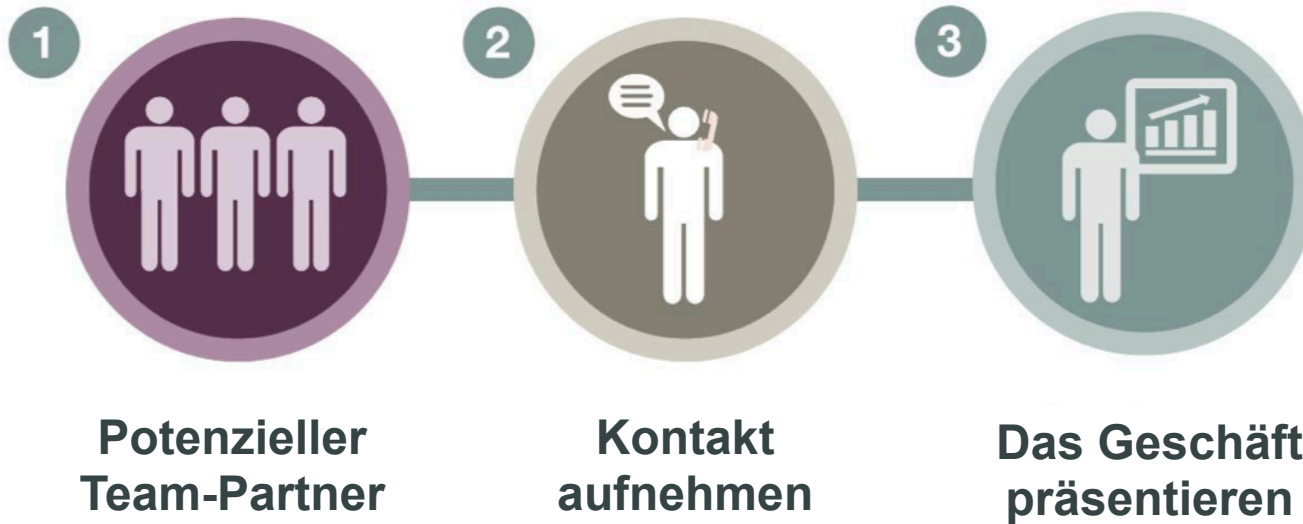 1
2
3
Potenzieller
Team-Partner
Kontakt
aufnehmen
Das Geschäft
präsentieren